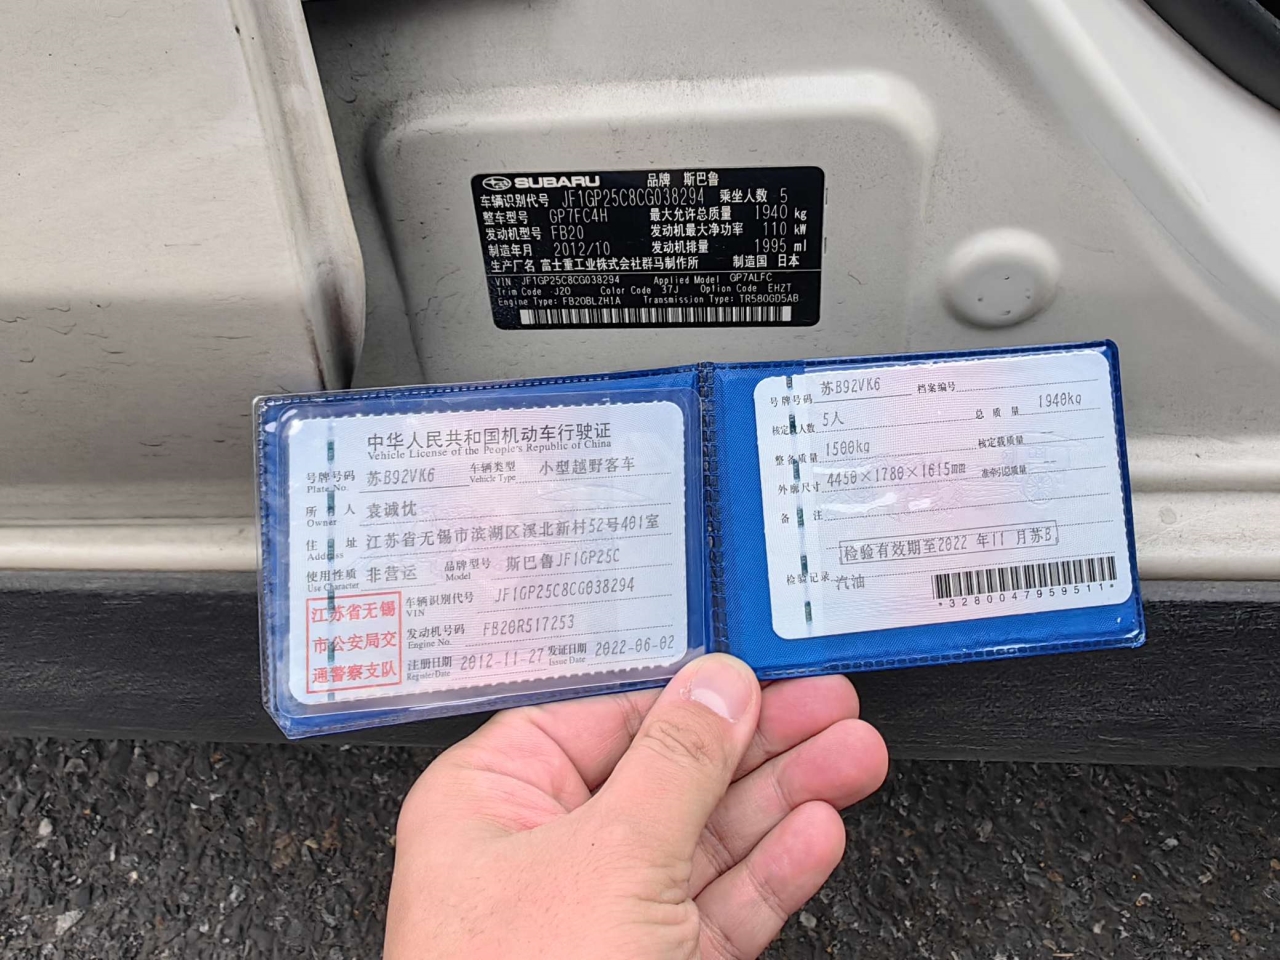 SUBARU 品牌 斯巴鲁
车辆识别代号 JF1GP25C8CG038294 乘坐人数 5
整车型号 GP7FC4H 最大允许总质量 1940 kg
发动机型号 FB20 发动机最大净功率 110 kW
制造年月 2012/10 发动机排量 1995 ml
生产厂名 富士重工业株式会社群马制作所 制造国 日本
VIN: JF1GP25C8CG038294 Applied Model GP7ALFC
Trim Code J20 Color Code 37J Option Code EHZT
Engine Type: FB20BLZH1A Transmission Type: TR580GD5AB
中华人民共和国机动车行驶证
Vehicle License of the People's Republic of China
号牌号码 苏B92VK6 车辆类型 小型越野客车
Plate No. Vehicle Type
所有人 袁诚忱
Owner
住址 江苏省无锡市滨湖区溪北新村52号401室
Address
使用性质 非营运 品牌型号 斯巴鲁JF1GP25C
Use Character Model
江苏省无锡
市公安局交
通警察支队
车辆识别代号 JF1GP25C8CG038294
VIN
发动机号码 FB20R517253
Engine No.
注册日期 2012-11-27 发证日期 2022-06-02
Register Date Issue Date
号牌号码 苏B92VK6 档案编号
核定载人数 5人 总质量 1940kg
整备质量 1500kg 核定载质量
外廓尺寸 4450×1780×1615mm 准牵引总质量
备注
检验有效期至2022 年11 月苏B
检验记录 汽油
*3280047959511*